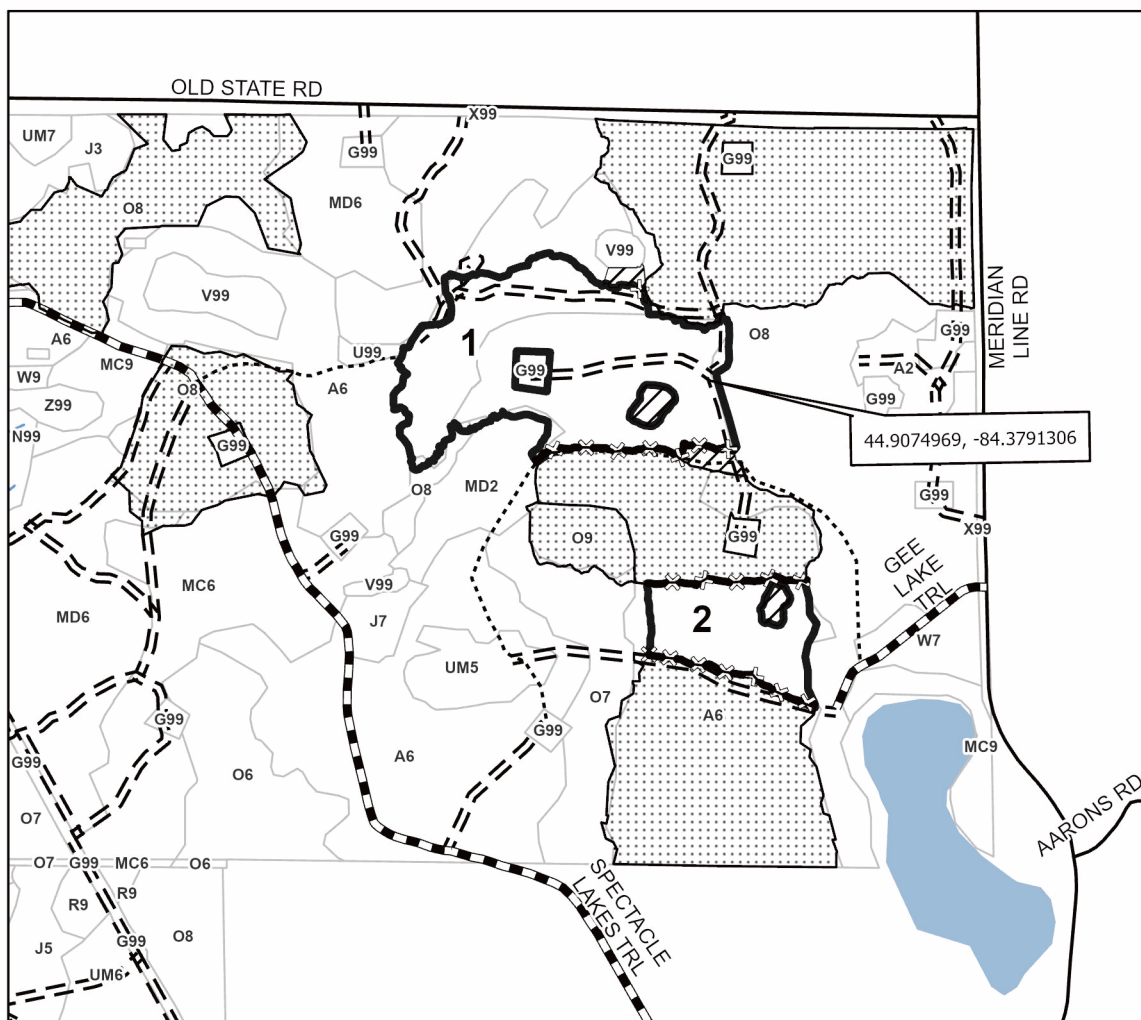 OLD STATE RD
X99
UM7
J3
G99
G99
O8
MD6
V99
V99
MERIDIAN
LINE RD
A6
MC9
U99
1
O8
G99
W9
O8
A6
G99
A2
Z99
G99
N99
G99
44.9074969, -84.3791306
O8
MD2
G99
G99
O9
G99
X99
V99
GEE
LAKE
TRL
MC6
MD6
J7
2
W7
UM5
O7
A6
G99
G99
MC9
G99
A6
O6
O7
AARONS RD
O7
G99
MC6
O6
R9
R9
SPECTACLE
LAKES TRL
J5
G99
O8
UM6